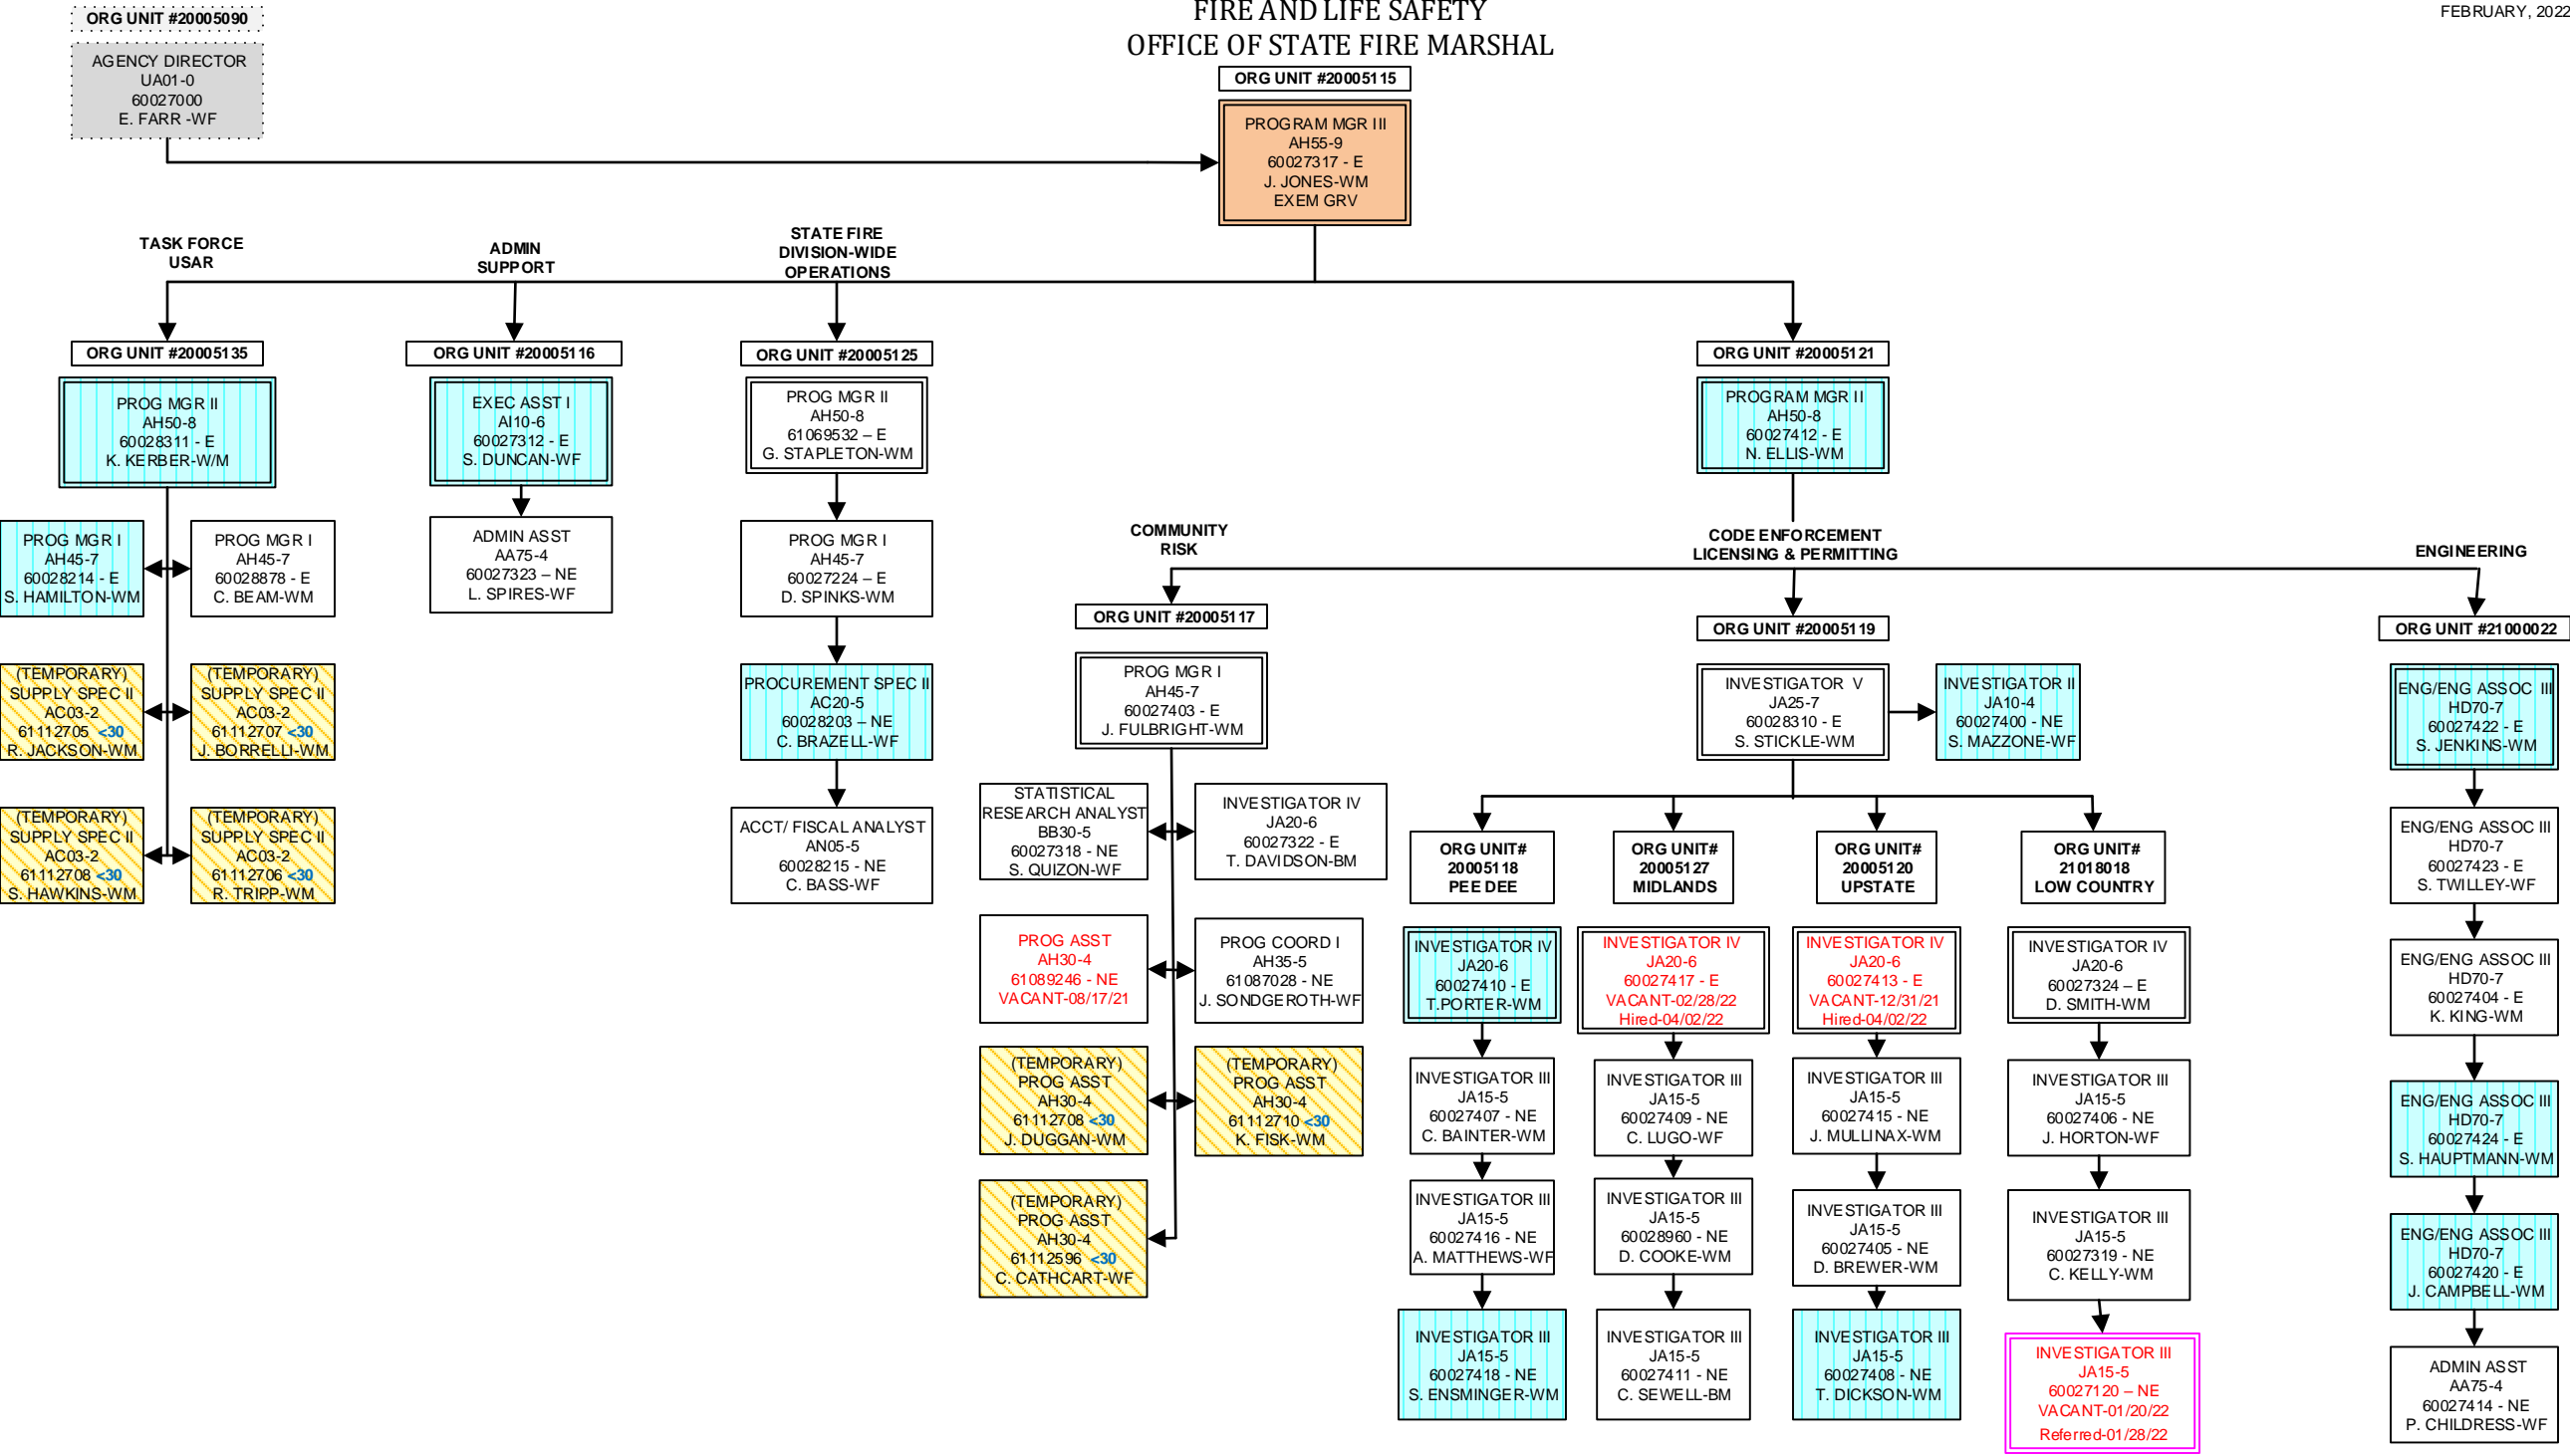 ORG UNIT #20005090
FIRE AND LIFE SAFETY
OFFICE OF STATE FIRE MARSHAL
FEBRUARY, 2022
AGENCY DIRECTOR
UA01-0
60027000
E. FARR -WF
ORG UNIT #20005115
PROGRAM MGR III
AH55-9
60027317 - E
J. JONES-WM
EXEM GRV
TASK FORCE
USAR
ADMIN
SUPPORT
STATE FIRE
DIVISION-WIDE
OPERATIONS
ORG UNIT #20005135
PROG MGR II
AH50-8
60028311 - E
K. KERBER-W/M
PROG MGR I
AH45-7
60028214 - E
S. HAMILTON-WM
PROG MGR I
AH45-7
60028878 - E
C. BEAM-WM
(TEMPORARY)
SUPPLY SPEC II
AC03-2
61112705 <30
R. JACKSON-WM
(TEMPORARY)
SUPPLY SPEC II
AC03-2
61112707 <30
J. BORRELLI-WM
(TEMPORARY)
SUPPLY SPEC II
AC03-2
61112708 <30
S. HAWKINS-WM
(TEMPORARY)
SUPPLY SPEC II
AC03-2
61112706 <30
R. TRIPP-WM
ORG UNIT #20005116
EXEC ASST I
AI10-6
60027312 - E
S. DUNCAN-WF
ADMIN ASST
AA75-4
60027323 – NE
L. SPIRES-WF
ORG UNIT #20005125
PROG MGR II
AH50-8
61069532 – E
G. STAPLETON-WM
PROG MGR I
AH45-7
60027224 – E
D. SPINKS-WM
PROCUREMENT SPEC II
AC20-5
60028203 – NE
C. BRAZELL-WF
ACCT/ FISCAL ANALYST
AN05-5
60028215 - NE
C. BASS-WF
ORG UNIT #20005121
PROGRAM MGR II
AH50-8
60027412 - E
N. ELLIS-WM
COMMUNITY
RISK
CODE ENFORCEMENT
LICENSING & PERMITTING
ENGINEERING
ORG UNIT #20005117
PROG MGR I
AH45-7
60027403 - E
J. FULBRIGHT-WM
STATISTICAL
RESEARCH ANALYST
BB30-5
60027318 - NE
S. QUIZON-WF
INVESTIGATOR IV
JA20-6
60027322 - E
T. DAVIDSON-BM
PROG ASST
AH30-4
61089246 - NE
VACANT-08/17/21
PROG COORD I
AH35-5
61087028 - NE
J. SONDGEROTH-WF
(TEMPORARY)
PROG ASST
AH30-4
61112708 <30
J. DUGGAN-WM
(TEMPORARY)
PROG ASST
AH30-4
61112710 <30
K. FISK-WM
(TEMPORARY)
PROG ASST
AH30-4
61112596 <30
C. CATHCART-WF
ORG UNIT #20005119
INVESTIGATOR V
JA25-7
60028310 - E
S. STICKLE-WM
INVESTIGATOR II
JA10-4
60027400 - NE
S. MAZZONE-WF
ORG UNIT#
20005118
PEE DEE
INVESTIGATOR IV
JA20-6
60027410 – E
T.PORTER-WM
INVESTIGATOR III
JA15-5
60027407 - NE
C. BAINTER-WM
INVESTIGATOR III
JA15-5
60027416 - NE
A. MATTHEWS-WF
INVESTIGATOR III
JA15-5
60027418 - NE
S. ENSMINGER-WM
ORG UNIT#
20005127
MIDLANDS
INVESTIGATOR IV
JA20-6
60027417 - E
VACANT-02/28/22
Hired-04/02/22
INVESTIGATOR III
JA15-5
60027409 - NE
C. LUGO-WF
INVESTIGATOR III
JA15-5
60028960 - NE
D. COOKE-WM
INVESTIGATOR III
JA15-5
60027411 - NE
C. SEWELL-BM
ORG UNIT#
20005120
UPSTATE
INVESTIGATOR IV
JA20-6
60027413 - E
VACANT-12/31/21
Hired-04/02/22
INVESTIGATOR III
JA15-5
60027415 - NE
J. MULLINAX-WM
INVESTIGATOR III
JA15-5
60027405 - NE
D. BREWER-WM
INVESTIGATOR III
JA15-5
60027408 - NE
T. DICKSON-WM
ORG UNIT#
21018018
LOW COUNTRY
INVESTIGATOR IV
JA20-6
60027324 – E
D. SMITH-WM
INVESTIGATOR III
JA15-5
60027406 - NE
J. HORTON-WF
INVESTIGATOR III
JA15-5
60027319 - NE
C. KELLY-WM
INVESTIGATOR III
JA15-5
60027120 – NE
VACANT-01/20/22
Referred-01/28/22
ORG UNIT #21000022
ENG/ENG ASSOC III
HD70-7
60027422 - E
S. JENKINS-WM
ENG/ENG ASSOC III
HD70-7
60027423 - E
S. TWILLEY-WF
ENG/ENG ASSOC III
HD70-7
60027404 - E
K. KING-WM
ENG/ENG ASSOC III
HD70-7
60027424 - E
S. HAUPTMANN-WM
ENG/ENG ASSOC III
HD70-7
60027420 - E
J. CAMPBELL-WM
ADMIN ASST
AA75-4
60027414 - NE
P. CHILDRESS-WF